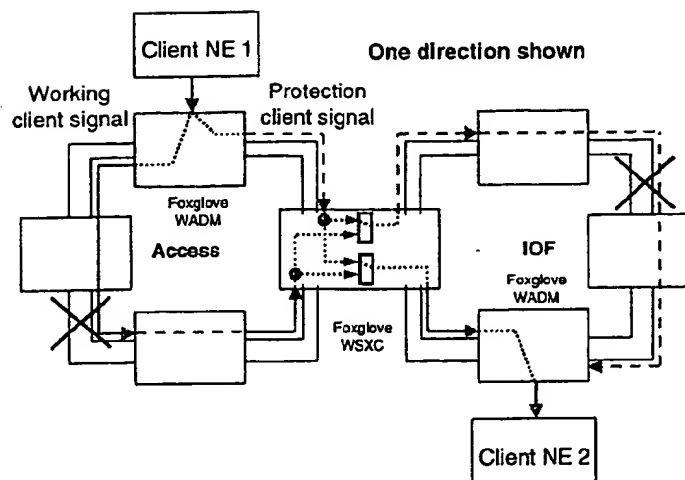 Client NE 1
One direction shown
Working
client signal
Protection
client signal
Foxglove
WADM
Access
IOF
Foxglove
WADM
Foxglove
WSXC
Client NE 2